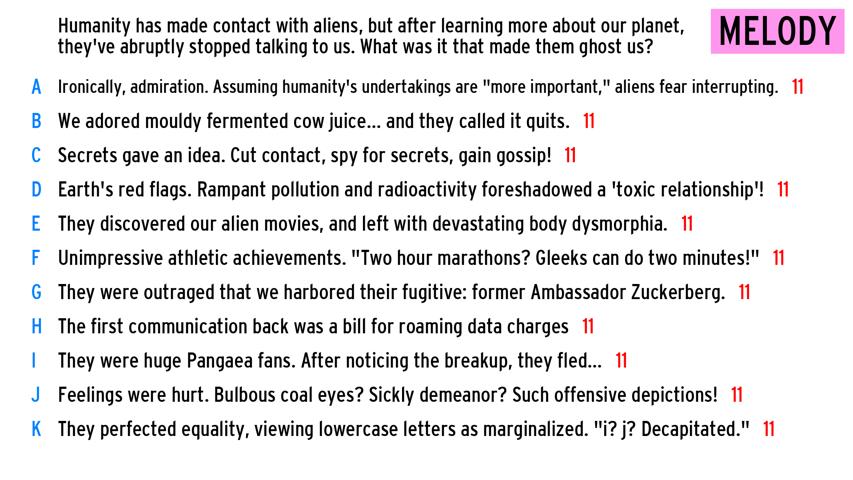 Humanity has made contact with aliens, but after learning more about our planet,
they've abruptly stopped talking to us. What was it that made them ghost us?
MELODY
A Ironically, admiration. Assuming humanity's undertakings are "more important," aliens fear interrupting. 11
B We adored mouldy fermented cow juice... and they called it quits. 11
C Secrets gave an idea. Cut contact, spy for secrets, gain gossip! 11
D Earth's red flags. Rampant pollution and radioactivity foreshadowed a 'toxic relationship'! 11
E They discovered our alien movies, and left with devastating body dysmorphia. 11
F Unimpressive athletic achievements. "Two hour marathons? Gleeks can do two minutes!" 11
G They were outraged that we harbored their fugitive: former Ambassador Zuckerberg. 11
H The first communication back was a bill for roaming data charges 11
I They were huge Pangaea fans. After noticing the breakup, they fled... 11
J Feelings were hurt. Bulbous coal eyes? Sickly demeanor? Such offensive depictions! 11
K They perfected equality, viewing lowercase letters as marginalized. "i? j? Decapitated." 11